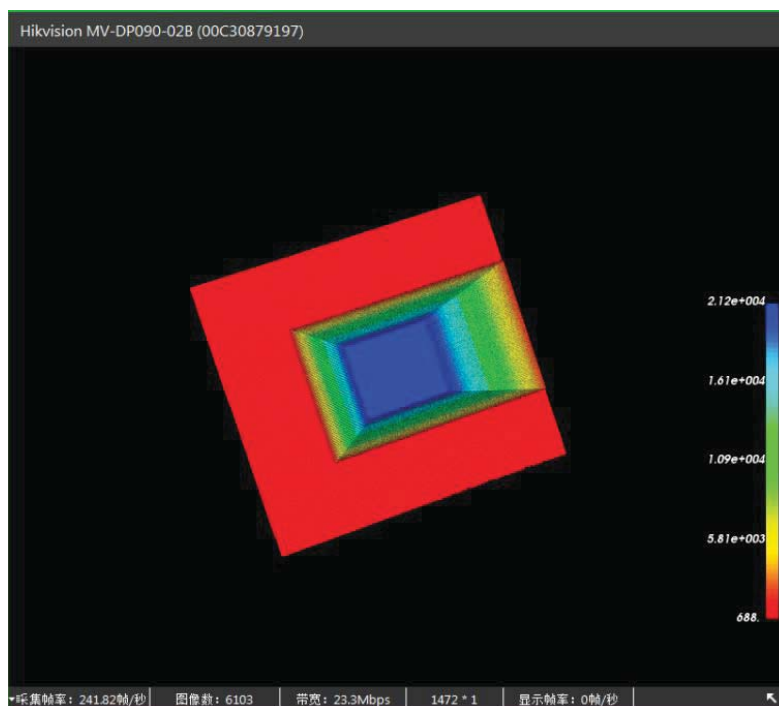 Hikvision MV-DP090-02B (00C30879197)
2.12e+004
1.61e+004
1.09e+004
5.81e+003
688.
采集帧率：241.82帧/秒 图像数：6103 带宽：23.3Mbps 1472 * 1 显示帧率：0帧/秒